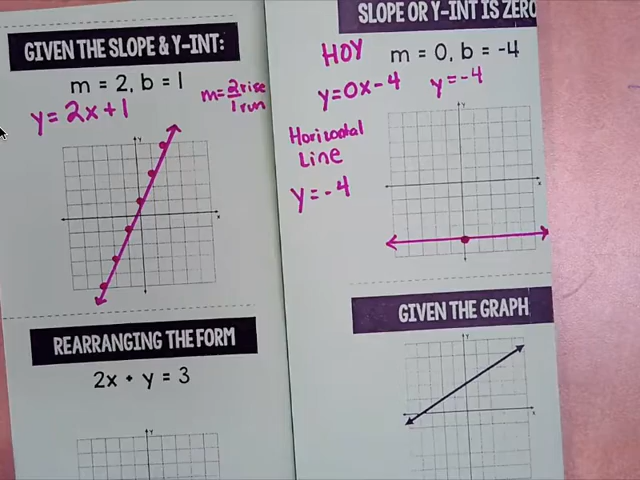 GIVEN THE SLOPE & Y-INT:
m = 2, b = 1
y = 2x + 1
m = 2 rise
1 run
REARRANGING THE FORM
2x + y = 3
Y
SLOPE OR Y-INT IS ZERO
HOY
m = 0, b = -4
y = 0x - 4
y = -4
Horizontal
Line
y = -4
GIVEN THE GRAPH